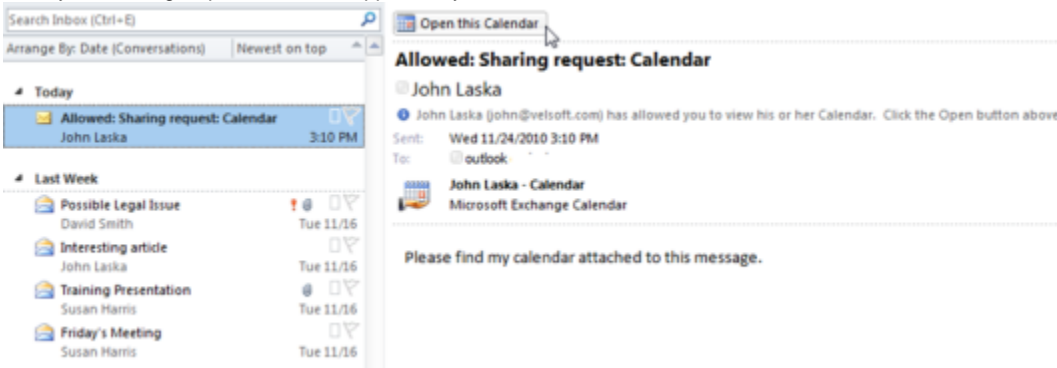 Search Inbox (Ctrl+E)
Arrange By: Date (Conversations) Newest on top
Today
Allowed: Sharing request: Calendar
John Laska 3:10 PM
Last Week
Possible Legal Issue
David Smith Tue 11/16
Interesting article
John Laska Tue 11/16
Training Presentation
Susan Harris Tue 11/16
Friday's Meeting
Susan Harris Tue 11/16
Open this Calendar
Allowed: Sharing request: Calendar
John Laska
John Laska (john@velsoft.com) has allowed you to view his or her Calendar. Click the Open button above
Sent: Wed 11/24/2010 3:10 PM
To: outlook
John Laska - Calendar
Microsoft Exchange Calendar
Please find my calendar attached to this message.